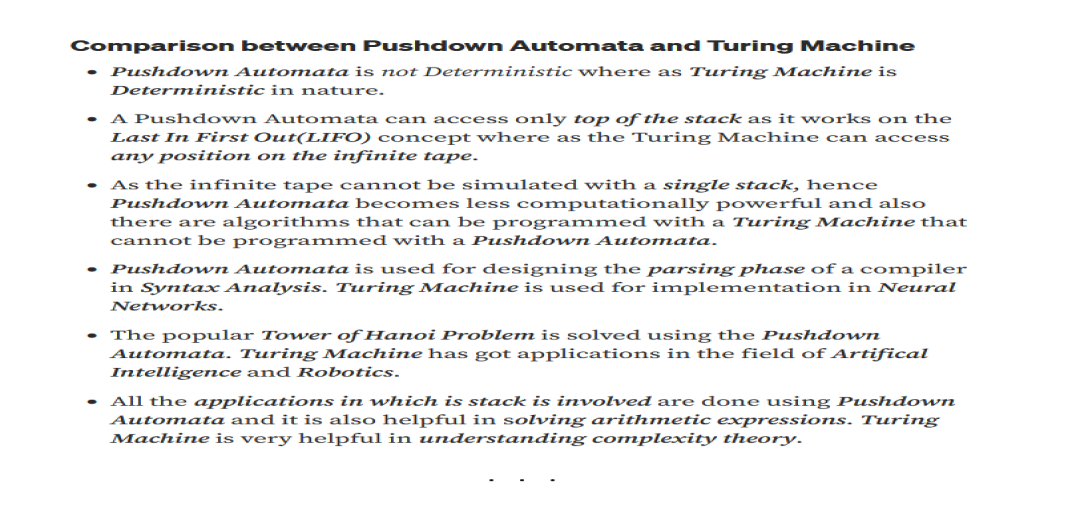 Comparison between Pushdown Automata and Turing Machine
• Pushdown Automata is not Deterministic where as Turing Machine is
Deterministic in nature.
• A Pushdown Automata can access only top of the stack as it works on the
Last In First Out(LIFO) concept where as the Turing Machine can access
any position on the infinite tape.
• As the infinite tape cannot be simulated with a single stack, hence
Pushdown Automata becomes less computationally powerful and also
there are algorithms that can be programmed with a Turing Machine that
cannot be programmed with a Pushdown Automata.
• Pushdown Automata is used for designing the parsing phase of a compiler
in Syntax Analysis. Turing Machine is used for implementation in Neural
Networks.
• The popular Tower of Hanoi Problem is solved using the Pushdown
Automata. Turing Machine has got applications in the field of Artifical
Intelligence and Robotics.
• All the applications in which is stack is involved are done using Pushdown
Automata and it is also helpful in solving arithmetic expressions. Turing
Machine is very helpful in understanding complexity theory.
. . .